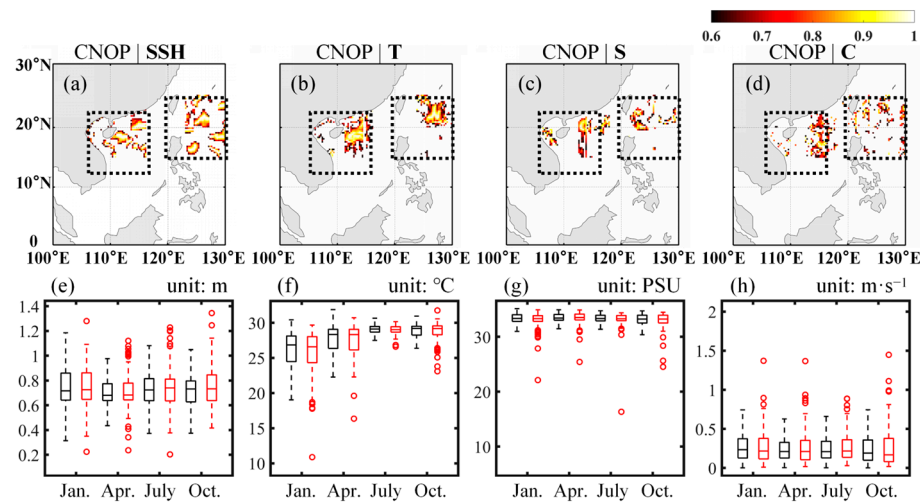 0.6 0.7 0.8 0.9 1
CNOP | SSH CNOP | T CNOP | S CNOP | C
30°N (a) (b) (c) (d)
20°N
10°N
0
100°E 110°E 120°E 130°E 100°E 110°E 120°E 130°E 100°E 110°E 120°E 130°E 100°E 110°E 120°E 130°E
(e) unit: m (f) unit: °C (g) unit: PSU (h) unit: m·s⁻¹
1.4 1.2 1 0.8 0.6 0.4 0.2
30 25 20 15 10
30 20 10
2 1.5 1 0.5 0
Jan. Apr. July Oct. Jan. Apr. July Oct. Jan. Apr. July Oct. Jan. Apr. July Oct.